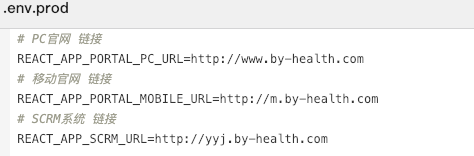 .env.prod
# PC官网 链接
REACT_APP_PORTAL_PC_URL=http://www.by-health.com
# 移动官网 链接
REACT_APP_PORTAL_MOBILE_URL=http://m.by-health.com
# SCRM系统 链接
REACT_APP_SCRM_URL=http://yyj.by-health.com